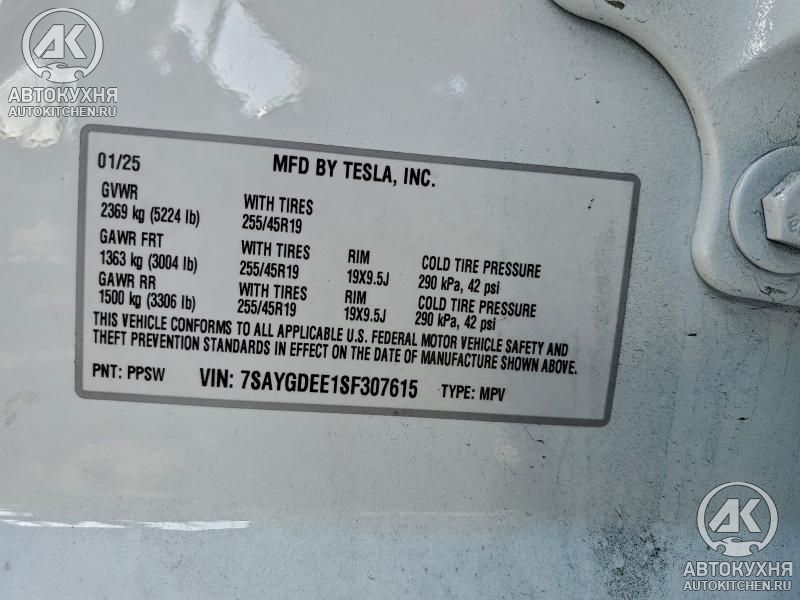 AK
АВТОКУХНЯ
AUTOKITCHEN.RU
01/25 MFD BY TESLA, INC.
GVWR WITH TIRES
2369 kg (5224 lb) 255/45R19
GAWR FRT WITH TIRES RIM COLD TIRE PRESSURE
1363 kg (3004 lb) 255/45R19 19X9.5J 290 kPa, 42 psi
GAWR RR WITH TIRES RIM COLD TIRE PRESSURE
1500 kg (3306 lb) 255/45R19 19X9.5J 290 kPa, 42 psi
THIS VEHICLE CONFORMS TO ALL APPLICABLE U.S. FEDERAL MOTOR VEHICLE SAFETY AND
THEFT PREVENTION STANDARDS IN EFFECT ON THE DATE OF MANUFACTURE SHOWN ABOVE.
PNT: PPSW VIN: 7SAYGDEE1SF307615 TYPE: MPV
AK
АВТОКУХНЯ
AUTOKITCHEN.RU